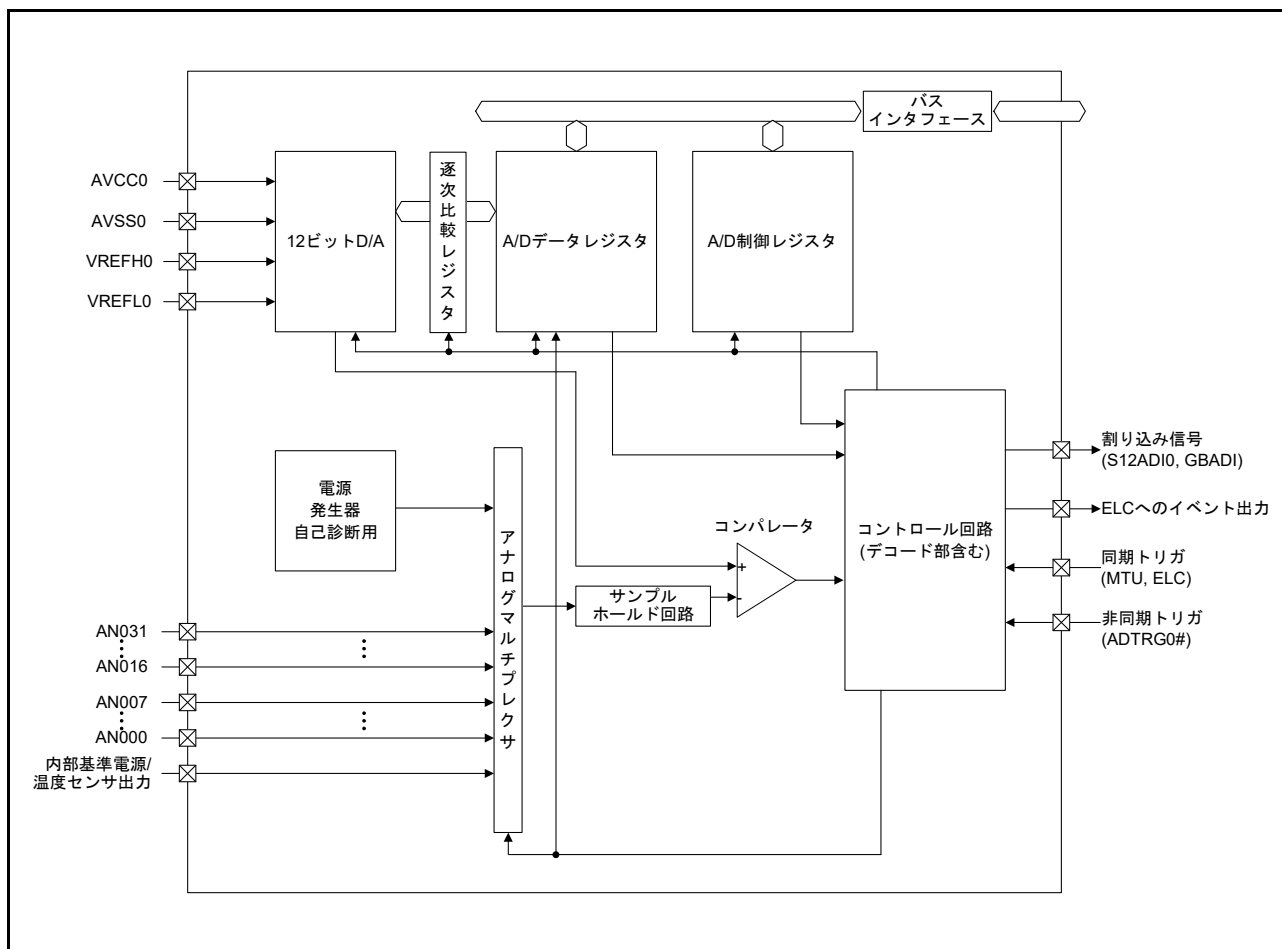 バス
インタフェース
AVCC0
AVSS0
VREFH0
VREFL0
12ビットD/A
逐次比較レジスタ
A/Dデータレジスタ
A/D制御レジスタ
電源
発生器
自己診断用
アナログマルチプレクサ
コンパレータ
+
-
サンプル
ホールド回路
コントロール回路
(デコード部含む)
割り込み信号
(S12ADI0, GBADI)
ELCへのイベント出力
同期トリガ
(MTU, ELC)
非同期トリガ
(ADTRG0#)
AN031
AN016
AN007
AN000
内部基準電源/
温度センサ出力